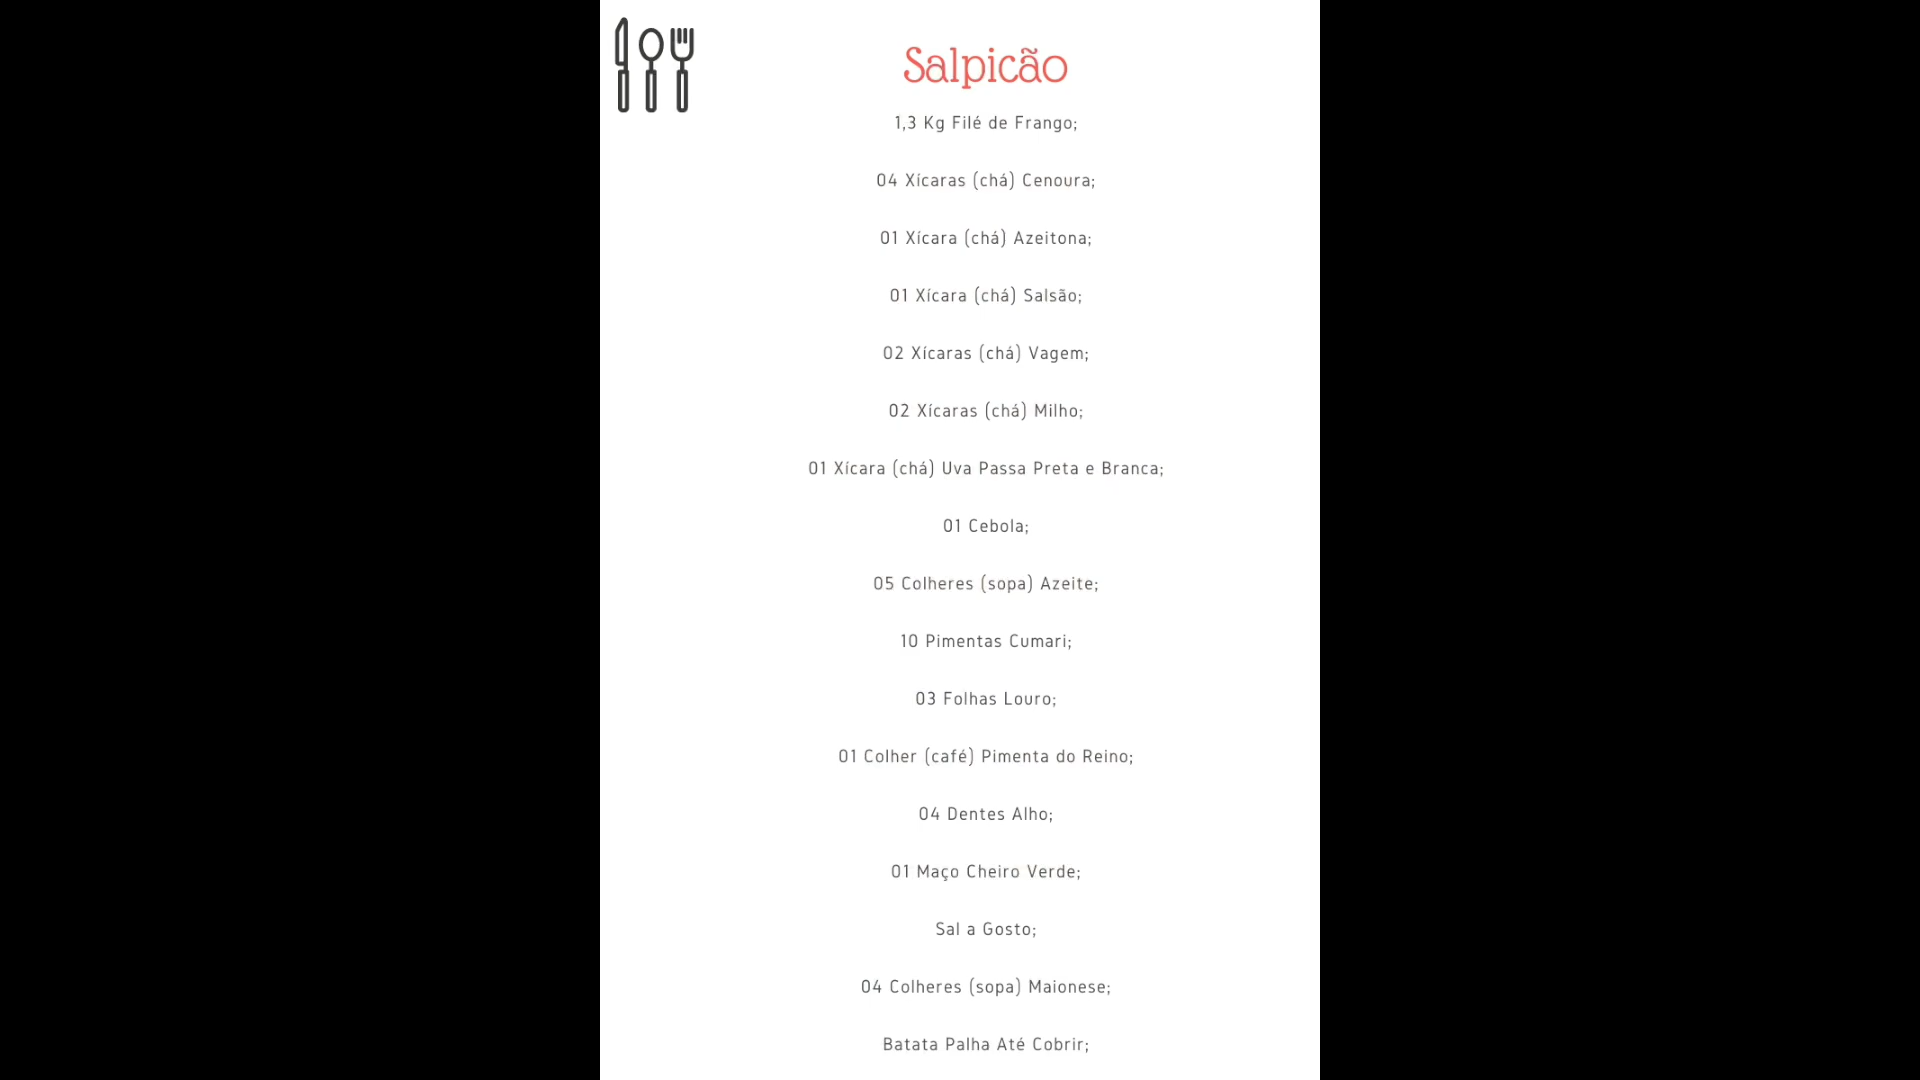 Salpicão
1,3 Kg Filé de Frango;
04 Xícaras (chá) Cenoura;
01 Xícara (chá) Azeitona;
01 Xícara (chá) Salsão;
02 Xícaras (chá) Vagem;
02 Xícaras (chá) Milho;
01 Xícara (chá) Uva Passa Preta e Branca;
01 Cebola;
05 Colheres (sopa) Azeite;
10 Pimentas Cumari;
03 Folhas Louro;
01 Colher (café) Pimenta do Reino;
04 Dentes Alho;
01 Maço Cheiro Verde;
Sal a Gosto;
04 Colheres (sopa) Maionese;
Batata Palha Até Cobrir;